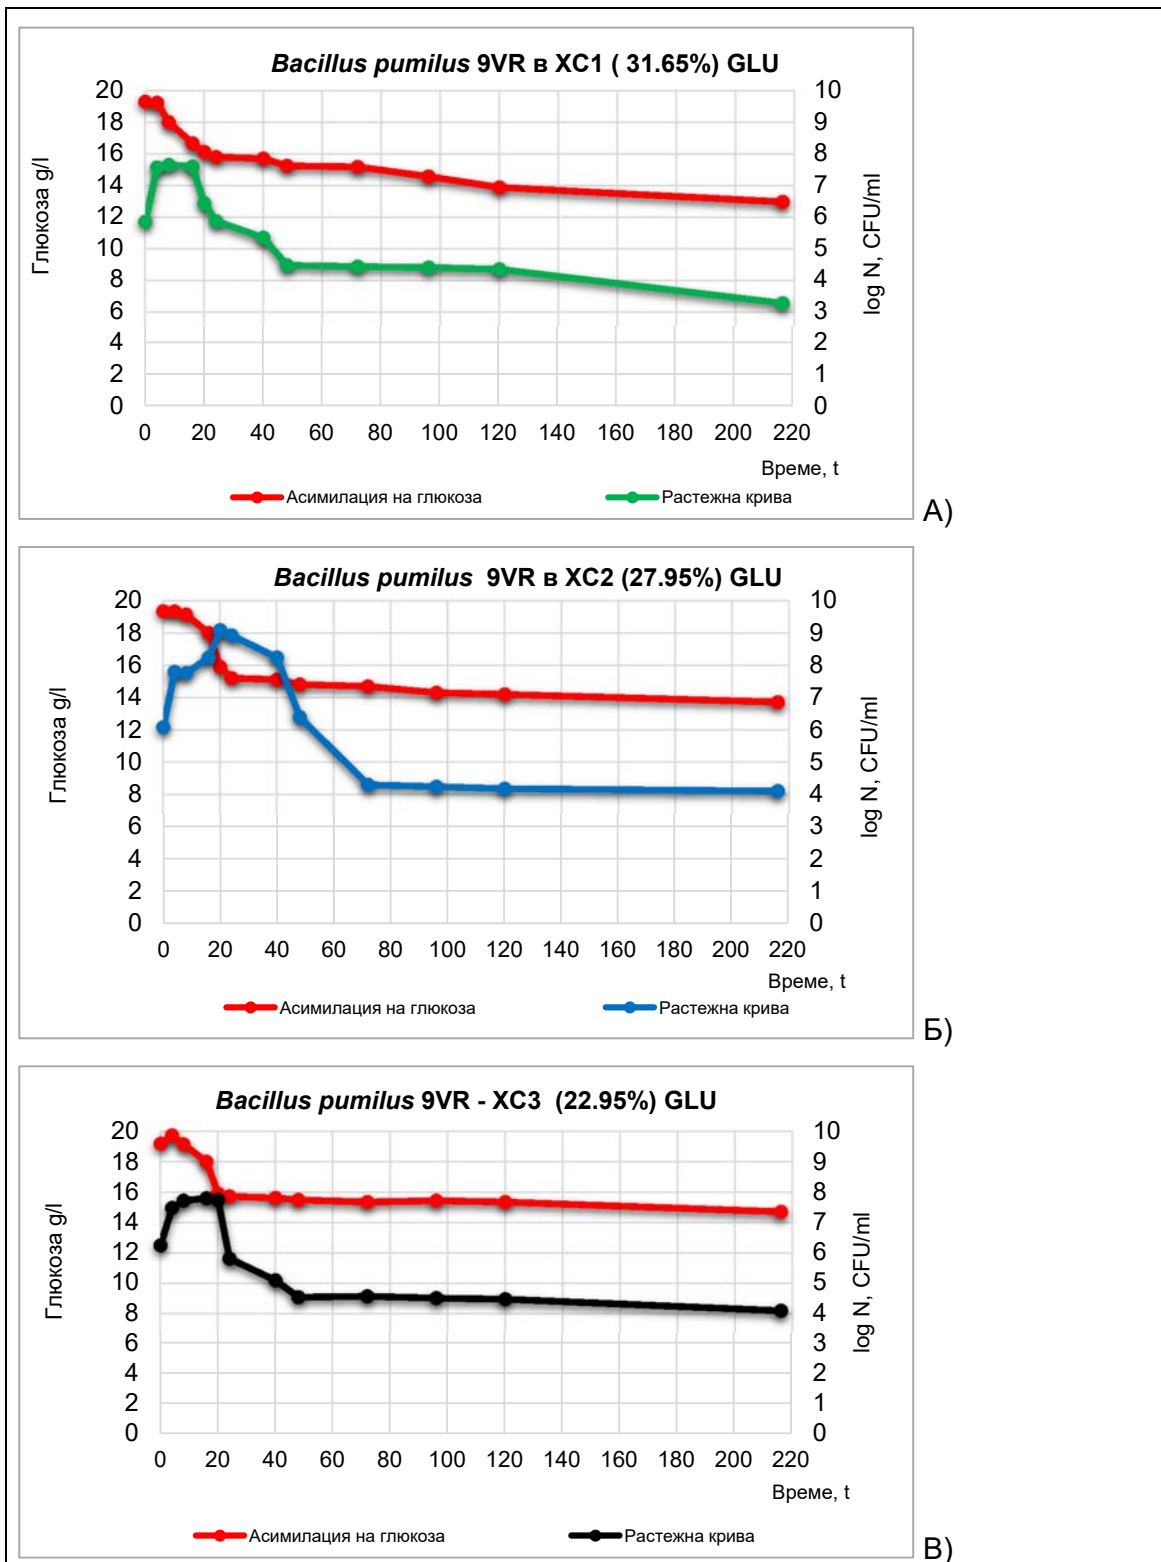 Bacillus pumilus 9VR в ХС1 ( 31.65%) GLU
20 10
18 9
16 8
14 7
12 6
10 5
8 4
6 3
4 2
2 1
0 0
Глюкоза g/l
log N, CFU/ml
0 20 40 60 80 100 120 140 160 180 200 220
Време, t
Асимилация на глюкоза Растежна крива
А)
Bacillus pumilus 9VR в ХС2 (27.95%) GLU
20 10
18 9
16 8
14 7
12 6
10 5
8 4
6 3
4 2
2 1
0 0
Глюкоза g/l
log N, CFU/ml
0 20 40 60 80 100 120 140 160 180 200 220
Време, t
Асимилация на глюкоза Растежна крива
Б)
Bacillus pumilus 9VR - ХС3 (22.95%) GLU
20 10
18 9
16 8
14 7
12 6
10 5
8 4
6 3
4 2
2 1
0 0
Глюкоза g/l
log N, CFU/ml
0 20 40 60 80 100 120 140 160 180 200 220
Време, t
Асимилация на глюкоза Растежна крива
В)